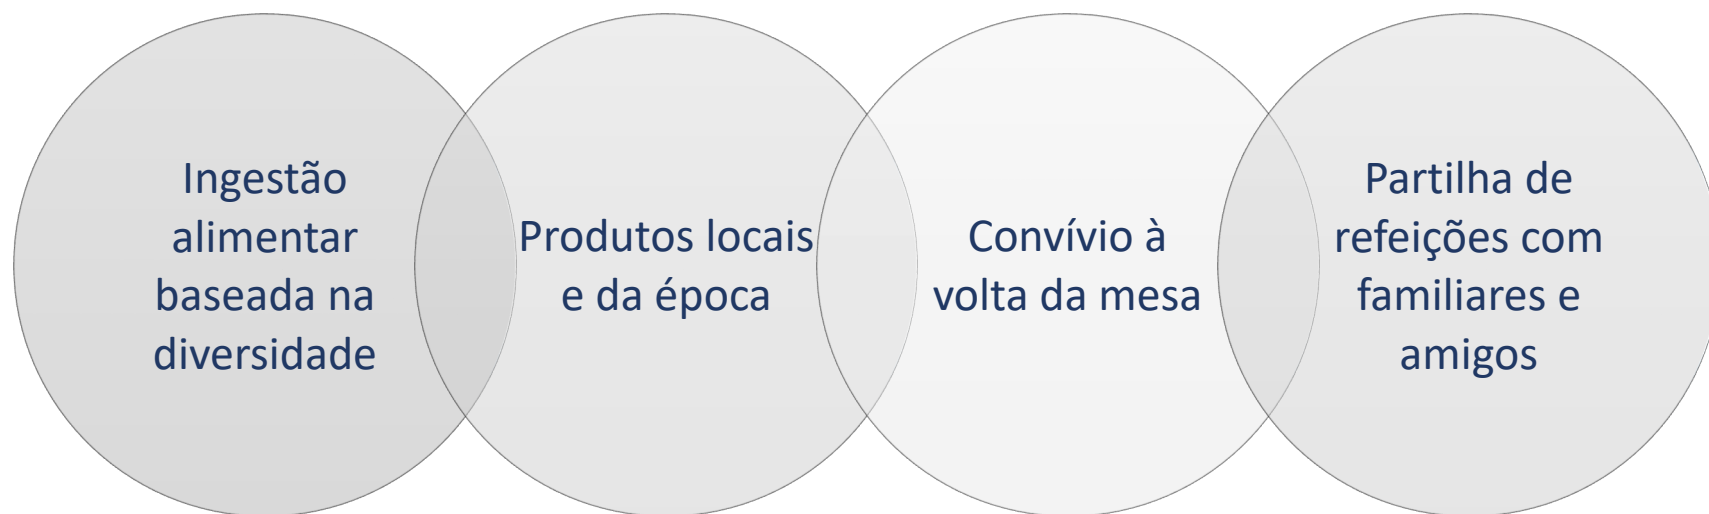 Ingestão
alimentar
baseada na
diversidade
Produtos locais
e da época
Convívio à
volta da mesa
Partilha de
refeições com
familiares e
amigos